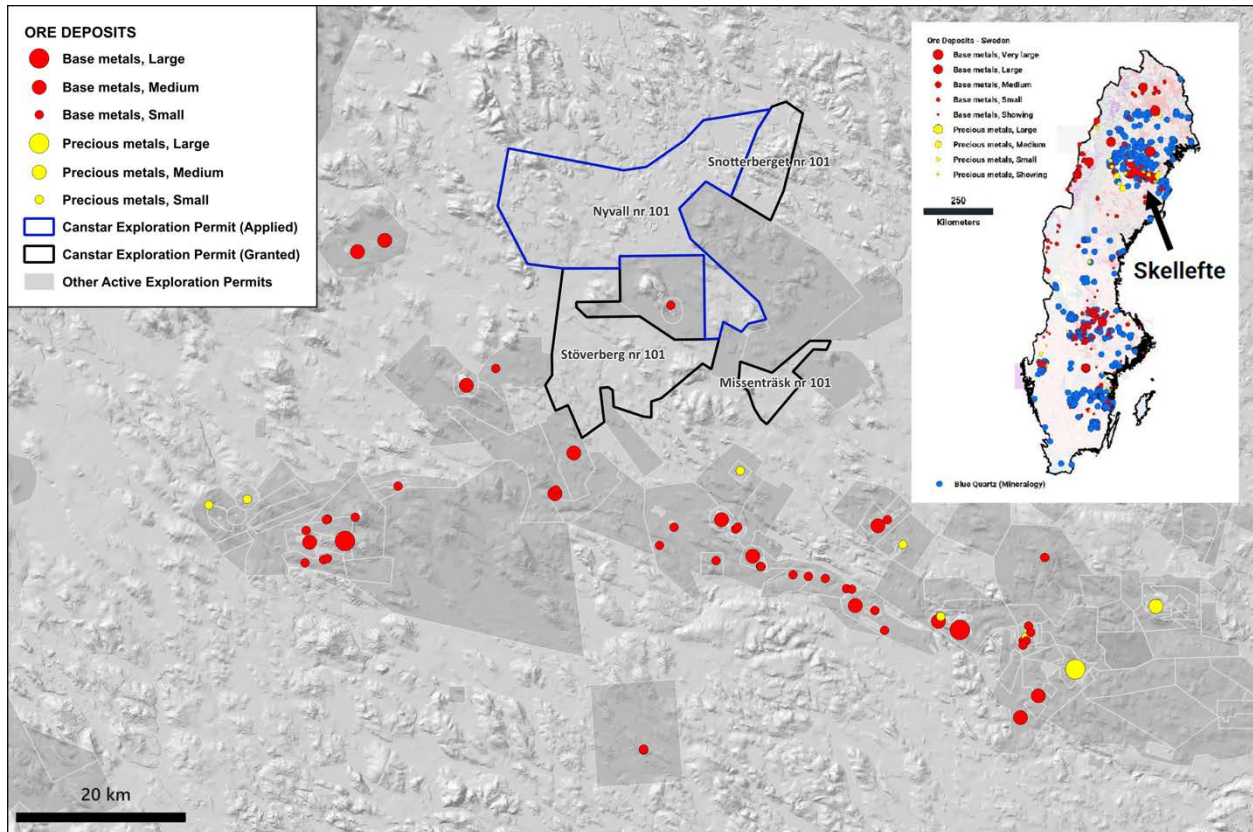 ORE DEPOSITS
Base metals, Large
Base metals, Medium
Base metals, Small
Precious metals, Large
Precious metals, Medium
Precious metals, Small
Canstar Exploration Permit (Applied)
Canstar Exploration Permit (Granted)
Other Active Exploration Permits
Snotterberget nr 101
Nyvall nr 101
Stöverberg nr 101
Missenträsk nr 101
20 km
Ore Deposits - Sweden
Base metals, Very large
Base metals, Large
Base metals, Medium
Base metals, Small
Base metals, Showing
Precious metals, Large
Precious metals, Medium
Precious metals, Small
Precious metals, Showing
250
Kilometers
Skellefte
Blue Quartz (Mineralogy)